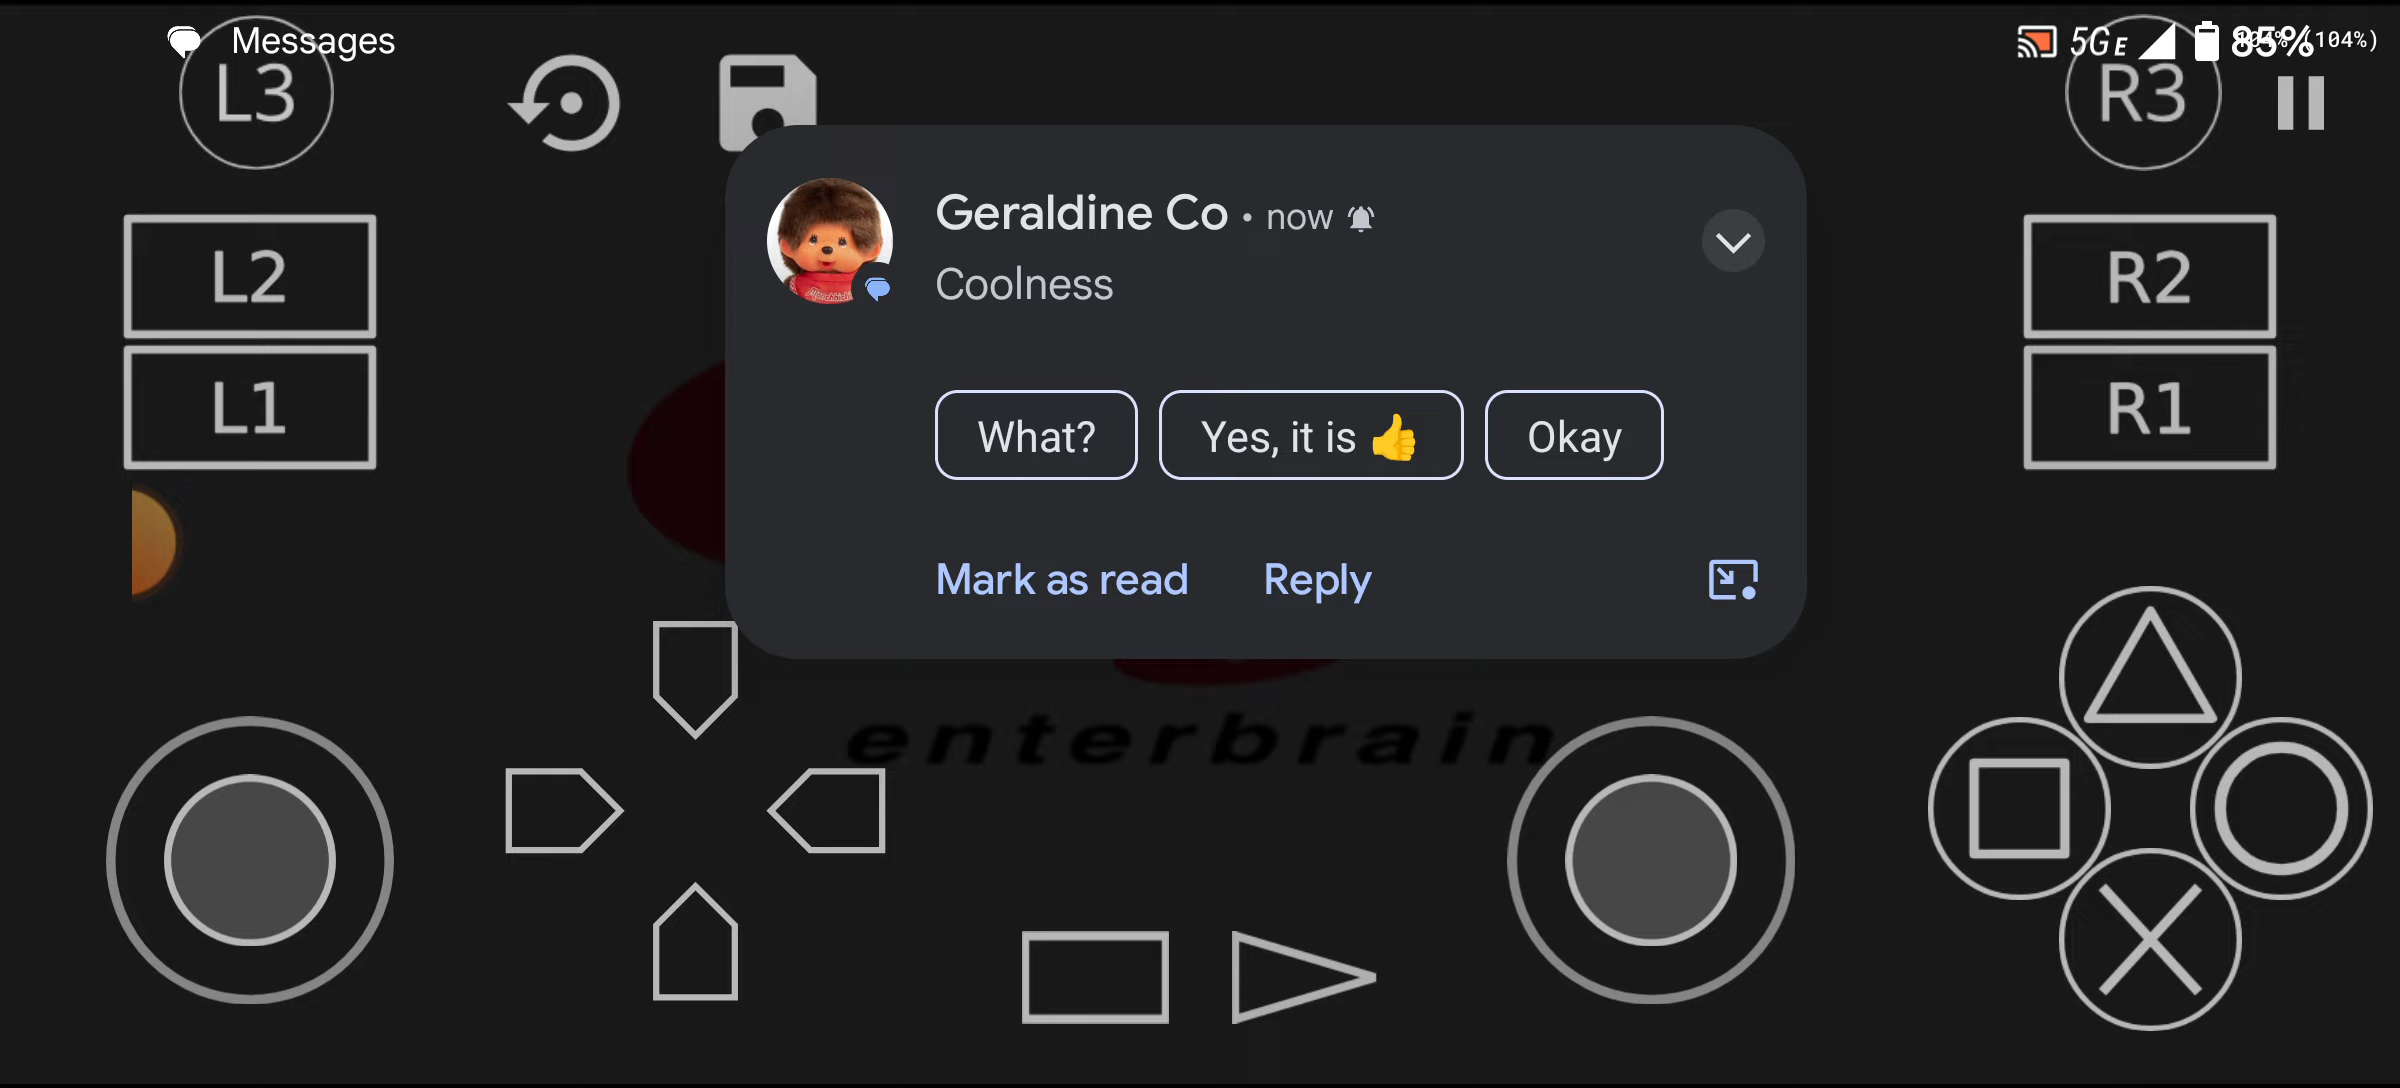 Messages
5GE 85% (104%)
L3
R3
L2
R2
L1
R1
Geraldine Co • now
Coolness
What?
Yes, it is 👍
Okay
Mark as read
Reply
enterbrain